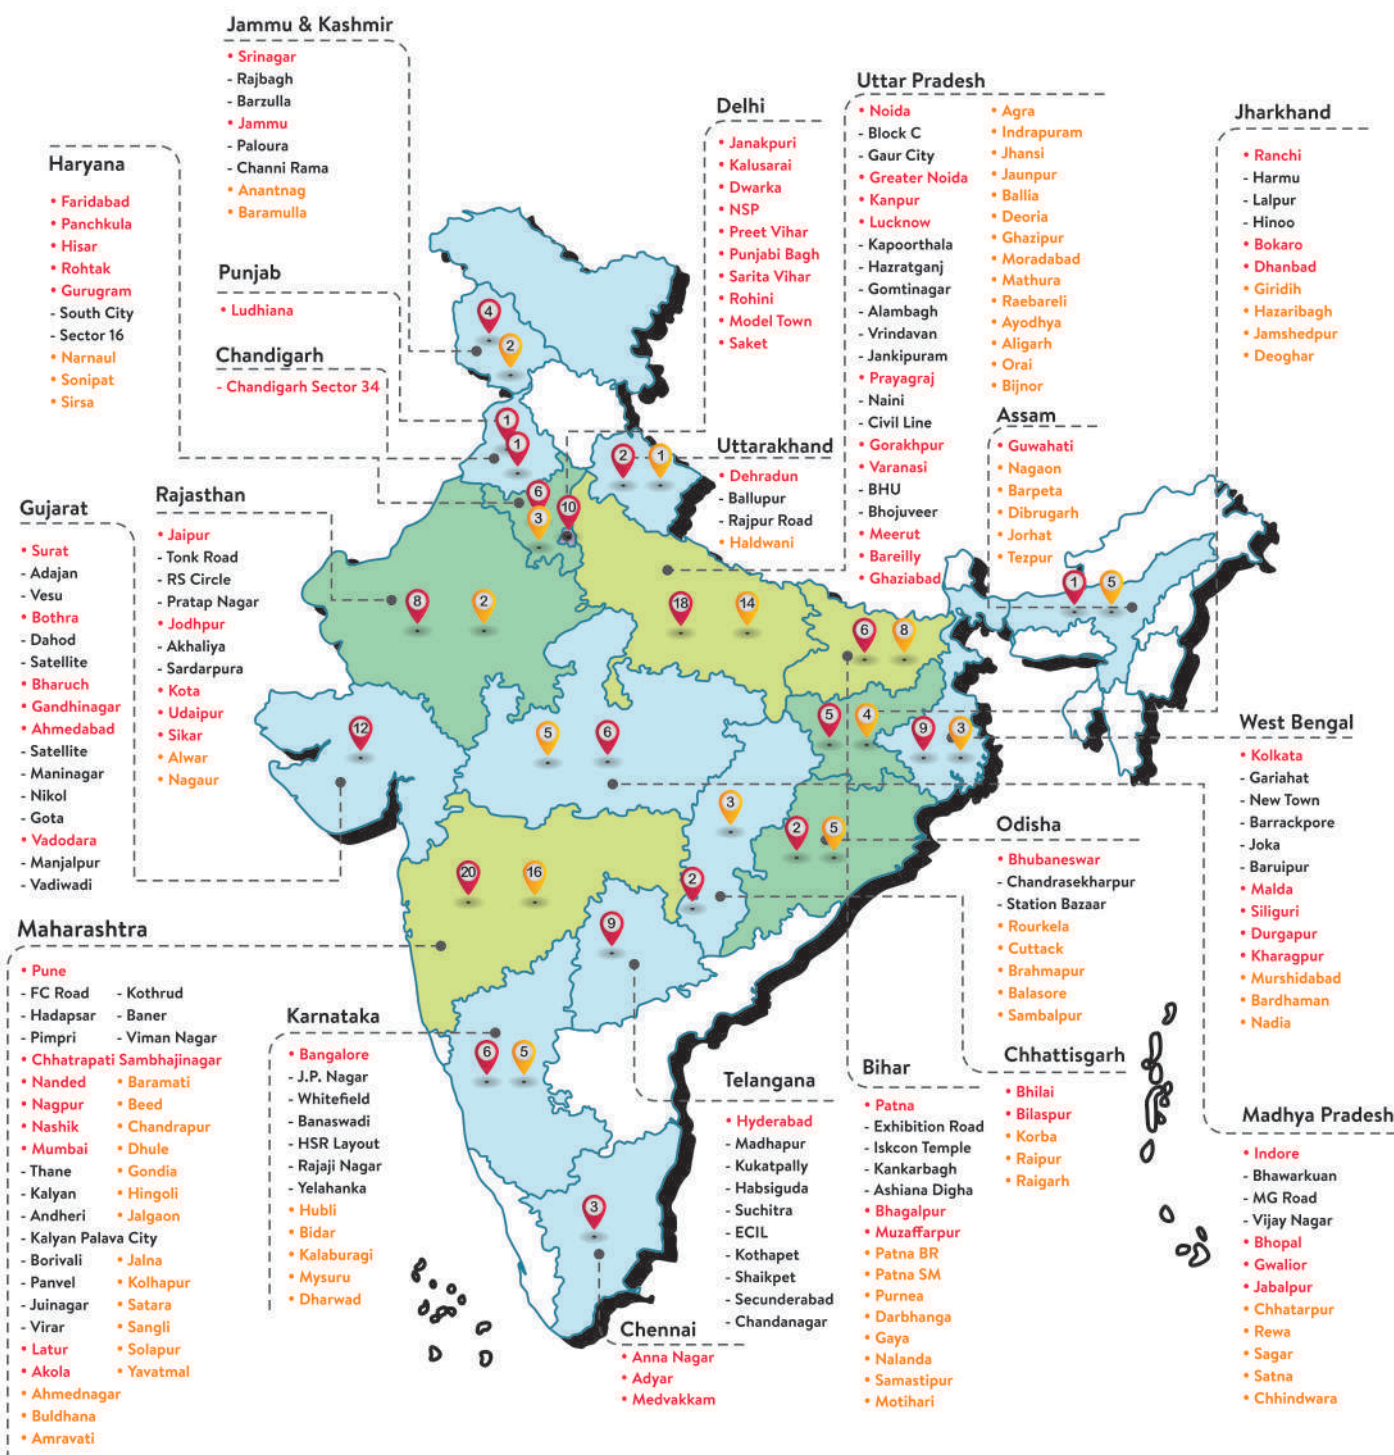 Jammu & Kashmir
• Srinagar
- Rajbagh
- Barzulla
• Jammu
- Paloura
- Channi Rama
• Anantnag
• Baramulla
Haryana
• Faridabad
• Panchkula
• Hisar
• Rohtak
• Gurugram
- South City
- Sector 16
• Narnaul
• Sonipat
• Sirsa
Punjab
• Ludhiana
Chandigarh
- Chandigarh Sector 34
Delhi
• Janakpuri
• Kalusarai
• Dwarka
• NSP
• Preet Vihar
• Punjabi Bagh
• Sarita Vihar
• Rohini
• Model Town
• Saket
Uttar Pradesh
• Noida
- Block C
- Gaur City
• Greater Noida
• Kanpur
• Lucknow
- Kapoorthala
- Hazratganj
- Gomtinagar
- Alambagh
- Vrindavan
- Jankipuram
• Prayagraj
- Naini
- Civil Line
• Gorakhpur
• Varanasi
- BHU
- Bhojuveer
• Meerut
• Bareilly
• Ghaziabad
• Agra
• Indrapuram
• Jhansi
• Jaunpur
• Ballia
• Deoria
• Ghazipur
• Moradabad
• Mathura
• Raebareli
• Ayodhya
• Aligarh
• Orai
• Bijnor
Jharkhand
• Ranchi
- Harmu
- Lalpur
- Hinoo
• Bokaro
• Dhanbad
• Giridih
• Hazaribagh
• Jamshedpur
• Deoghar
Assam
• Guwahati
• Nagaon
• Barpeta
• Dibrugarh
• Jorhat
• Tezpur
Uttarakhand
• Dehradun
- Ballupur
- Rajpur Road
• Haldwani
Gujarat
• Surat
- Adajan
- Vesu
• Bothra
- Dahod
- Satellite
• Bharuch
• Gandhinagar
• Ahmedabad
- Satellite
- Maninagar
- Nikol
- Gota
• Vadodara
- Manjalpur
- Vadiwadi
Rajasthan
• Jaipur
- Tonk Road
- RS Circle
- Pratap Nagar
• Jodhpur
- Akhaliya
- Sardarpura
• Kota
• Udaipur
• Sikar
• Alwar
• Nagaur
4
2
1
1
2
1
6
3
10
8
2
18
14
6
8
1
5
12
5
6
5
4
9
3
3
2
5
20
16
2
9
6
5
3
West Bengal
• Kolkata
- Gariahat
- New Town
- Barrackpore
- Joka
- Baruipur
• Malda
• Siliguri
• Durgapur
• Kharagpur
• Murshidabad
• Bardhaman
• Nadia
Odisha
• Bhubaneswar
- Chandrasekharpur
- Station Bazaar
• Rourkela
• Cuttack
• Brahmapur
• Balasore
• Sambalpur
Maharashtra
• Pune
- FC Road - Kothrud
- Hadapsar - Baner
- Pimpri - Viman Nagar
• Chhatrapati Sambhajinagar
• Nanded • Baramati
• Nagpur • Beed
• Nashik • Chandrapur
• Mumbai • Dhule
- Thane • Gondia
- Kalyan • Hingoli
- Andheri • Jalgaon
- Kalyan Palava City
- Borivali • Jalna
- Panvel • Kolhapur
- Juinagar • Satara
- Virar • Sangli
• Latur • Solapur
• Akola • Yavatmal
• Ahmednagar
• Buldhana
• Amravati
Karnataka
• Bangalore
- J.P. Nagar
- Whitefield
- Banaswadi
- HSR Layout
- Rajaji Nagar
- Yelahanka
• Hubli
• Bidar
• Kalaburagi
• Mysuru
• Dharwad
Chennai
• Anna Nagar
• Adyar
• Medvakkam
Telangana
• Hyderabad
- Madhapur
- Kukatpally
- Habsiguda
- Suchitra
- ECIL
- Kothapet
- Shaikpet
- Secunderabad
- Chandanagar
Bihar
• Patna
- Exhibition Road
- Iskcon Temple
- Kankarbagh
- Ashiana Digha
• Bhagalpur
• Muzaffarpur
• Patna BR
• Patna SM
• Purnea
• Darbhanga
• Gaya
• Nalanda
• Samastipur
• Motihari
Chhattisgarh
• Bhilai
• Bilaspur
• Korba
• Raipur
• Raigarh
Madhya Pradesh
• Indore
- Bhawarkuan
- MG Road
- Vijay Nagar
• Bhopal
• Gwalior
• Jabalpur
• Chhatarpur
• Rewa
• Sagar
• Satna
• Chhindwara